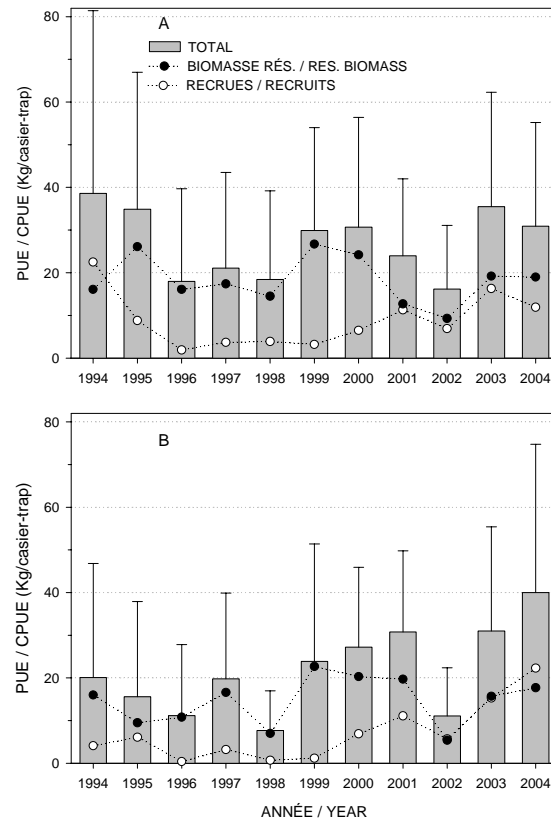 A
TOTAL
BIOMASSE RÉS. / RES. BIOMASS
RECRUES / RECRUITS
PUE / CPUE (Kg/casier-trap)
80
60
40
20
0
1994 1995 1996 1997 1998 1999 2000 2001 2002 2003 2004
B
PUE / CPUE (Kg/casier-trap)
80
60
40
20
0
1994 1995 1996 1997 1998 1999 2000 2001 2002 2003 2004
ANNÉE / YEAR